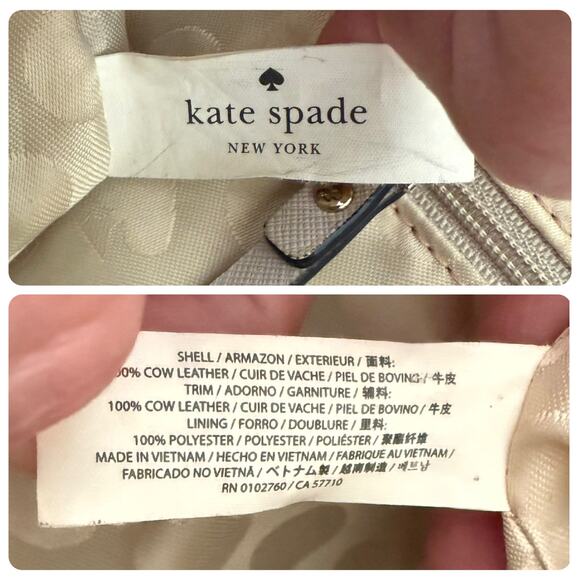 kate spade
NEW YORK
SHELL / ARMAZON / EXTERIEUR / 面料:
00% COW LEATHER / CUIR DE VACHE / PIEL DE BOVINO / 牛皮
TRIM / ADORNO / GARNITURE / 辅料:
100% COW LEATHER / CUIR DE VACHE / PIEL DE BOVINO / 牛皮
LINING / FORRO / DOUBLURE / 里料:
100% POLYESTER / POLYESTER / POLIÉSTER / 聚酯纤维
MADE IN VIETNAM / HECHO EN VIETNAM / FABRIQUE AU VIETNAM /
FABRICADO NO VIETNÃ / ベトナム製 / 越南制造 / 베트남
RN 0102760 / CA 57710